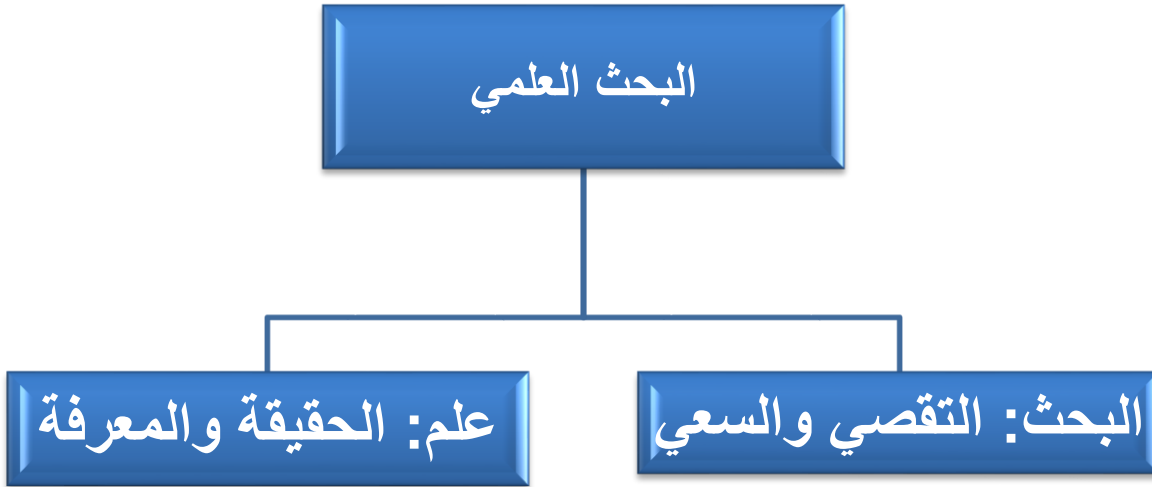 البحث العلمي
البحث: التقصي والسعي
علم: الحقيقة والمعرفة